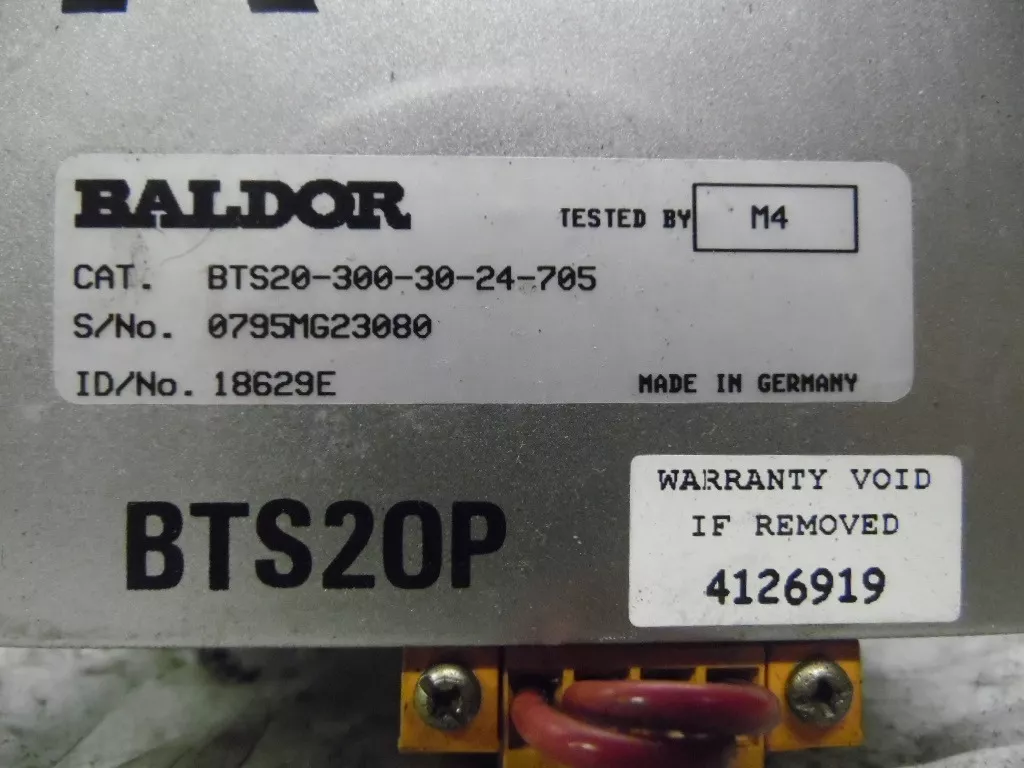 BALDOR
TESTED BY M4
CAT. BTS20-300-30-24-705
S/No. 0795MG23080
ID/No. 18629E
MADE IN GERMANY
BTS20P
WARRANTY VOID
IF REMOVED
4126919